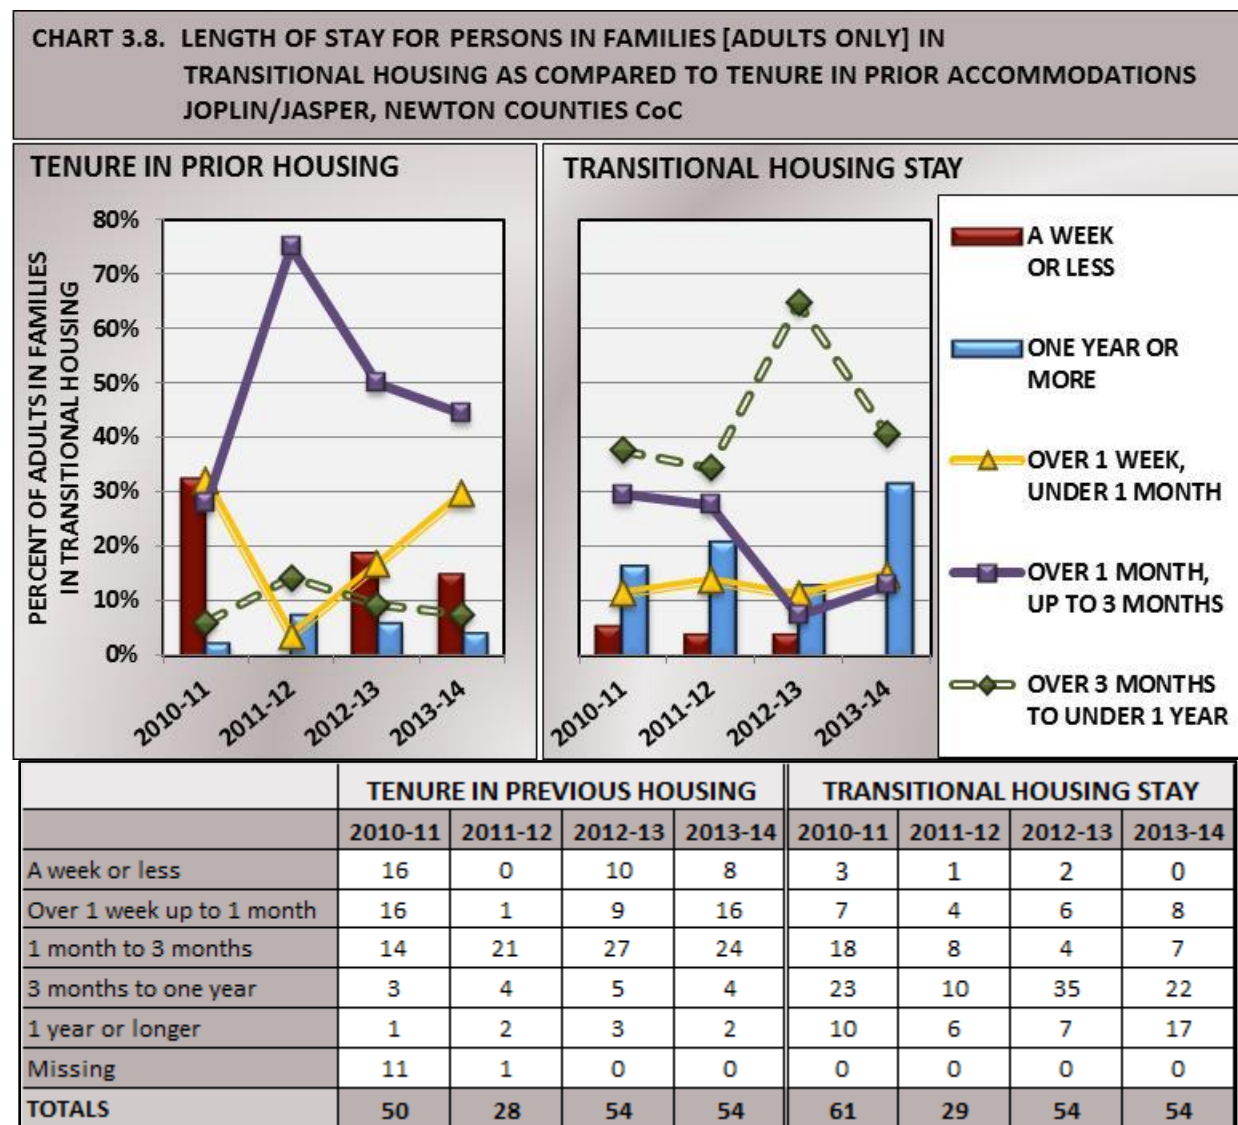 CHART 3.8. LENGTH OF STAY FOR PERSONS IN FAMILIES [ADULTS ONLY] IN
TRANSITIONAL HOUSING AS COMPARED TO TENURE IN PRIOR ACCOMMODATIONS
JOPLIN/JASPER, NEWTON COUNTIES CoC
TENURE IN PRIOR HOUSING
PERCENT OF ADULTS IN FAMILIES
IN TRANSITIONAL HOUSING
80%
70%
60%
50%
40%
30%
20%
10%
0%
2010-11 2011-12 2012-13 2013-14
TRANSITIONAL HOUSING STAY
2010-11 2011-12 2012-13 2013-14
A WEEK
OR LESS
ONE YEAR OR
MORE
OVER 1 WEEK,
UNDER 1 MONTH
OVER 1 MONTH,
UP TO 3 MONTHS
OVER 3 MONTHS
TO UNDER 1 YEAR
TENURE IN PREVIOUS HOUSING TRANSITIONAL HOUSING STAY
2010-11 2011-12 2012-13 2013-14 2010-11 2011-12 2012-13 2013-14
A week or less 16 0 10 8 3 1 2 0
Over 1 week up to 1 month 16 1 9 16 7 4 6 8
1 month to 3 months 14 21 27 24 18 8 4 7
3 months to one year 3 4 5 4 23 10 35 22
1 year or longer 1 2 3 2 10 6 7 17
Missing 11 1 0 0 0 0 0 0
TOTALS 50 28 54 54 61 29 54 54